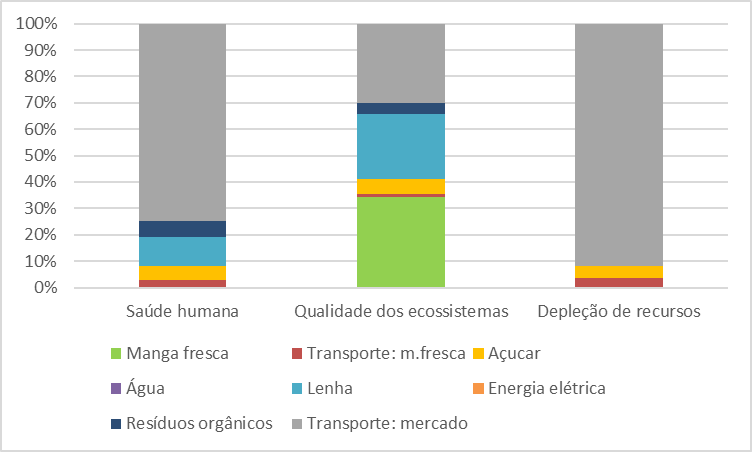 100%
90%
80%
70%
60%
50%
40%
30%
20%
10%
0%
Saúde humana Qualidade dos ecossistemas Depleção de recursos
Manga fresca Transporte: m.fresca Açucar
Água Lenha Energia elétrica
Resíduos orgânicos Transporte: mercado